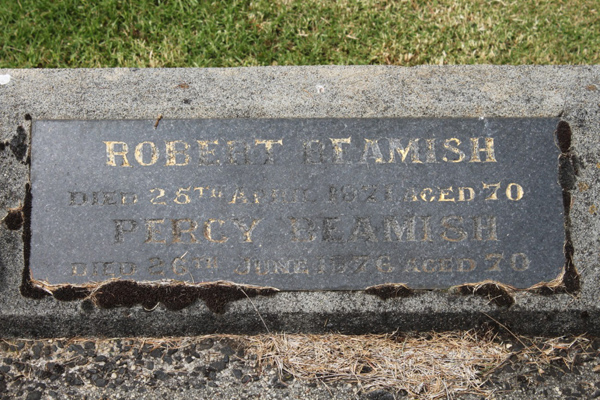 ROBERT BEAMISH
DIED 25TH APRIL AGED 70
PERCY BEAMISH
DIED 26TH JUNE 1976 AGED 70